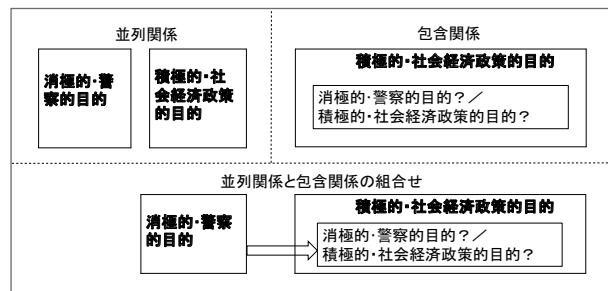 並列関係
包含関係
消極的・警
察的目的
積極的・社
会経済政策
的目的
積極的・社会経済政策的目的
消極的・警察的目的?/
積極的・社会経済政策的目的?
並列関係と包含関係の組合せ
消極的・警察
的目的
積極的・社会経済政策的目的
消極的・警察的目的?/
積極的・社会経済政策的目的?